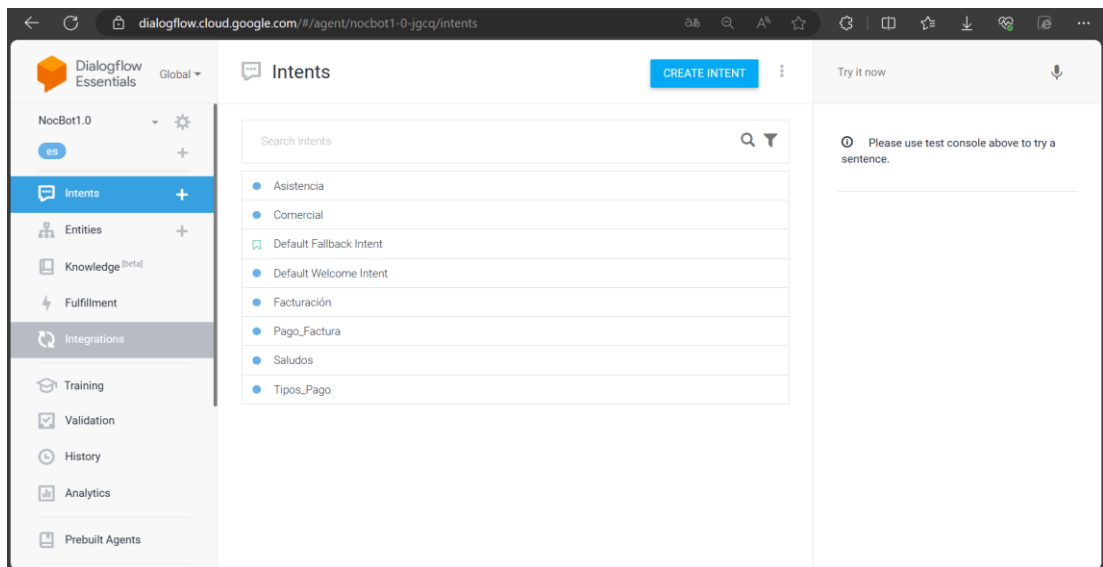 dialogflow.cloud.google.com/#/agent/nocbot1-0-jgcq/intents
Dialogflow
Essentials
Global
NocBot1.0
es
Intents
Entities
Knowledge [beta]
Fulfillment
Integrations
Training
Validation
History
Analytics
Prebuilt Agents
Intents
CREATE INTENT
Search intents
Asistencia
Comercial
Default Fallback Intent
Default Welcome Intent
Facturación
Pago_Factura
Saludos
Tipos_Pago
Try it now
Please use test console above to try a
sentence.